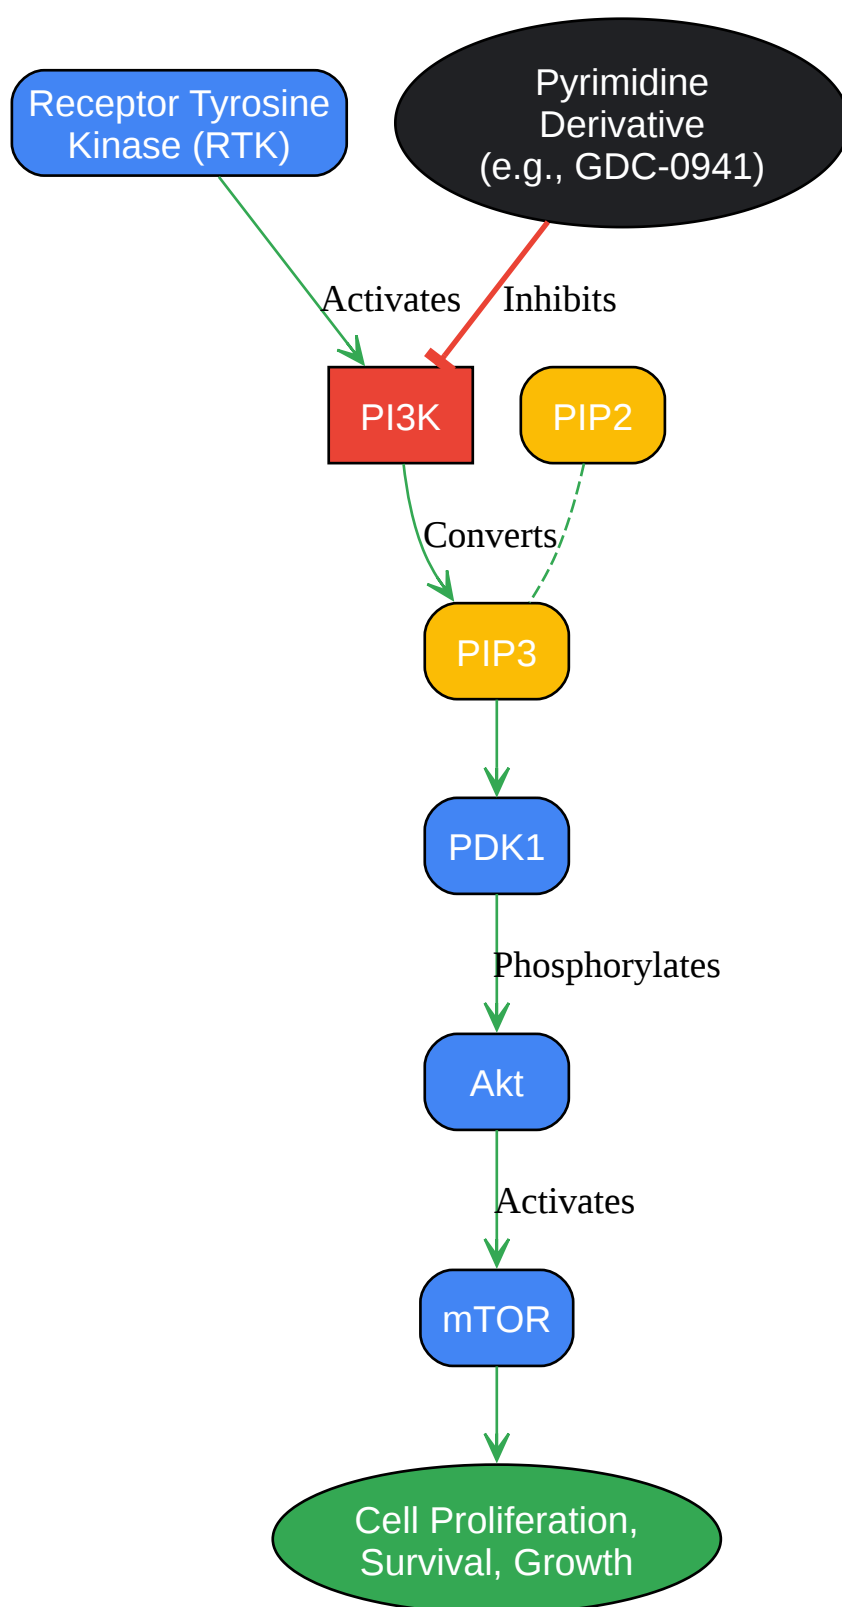 Receptor Tyrosine
Kinase (RTK)
Pyrimidine
Derivative
(e.g., GDC-0941)
Activates
Inhibits
PI3K
PIP2
Converts
PIP3
PDK1
Phosphorylates
Akt
Activates
mTOR
Cell Proliferation,
Survival, Growth